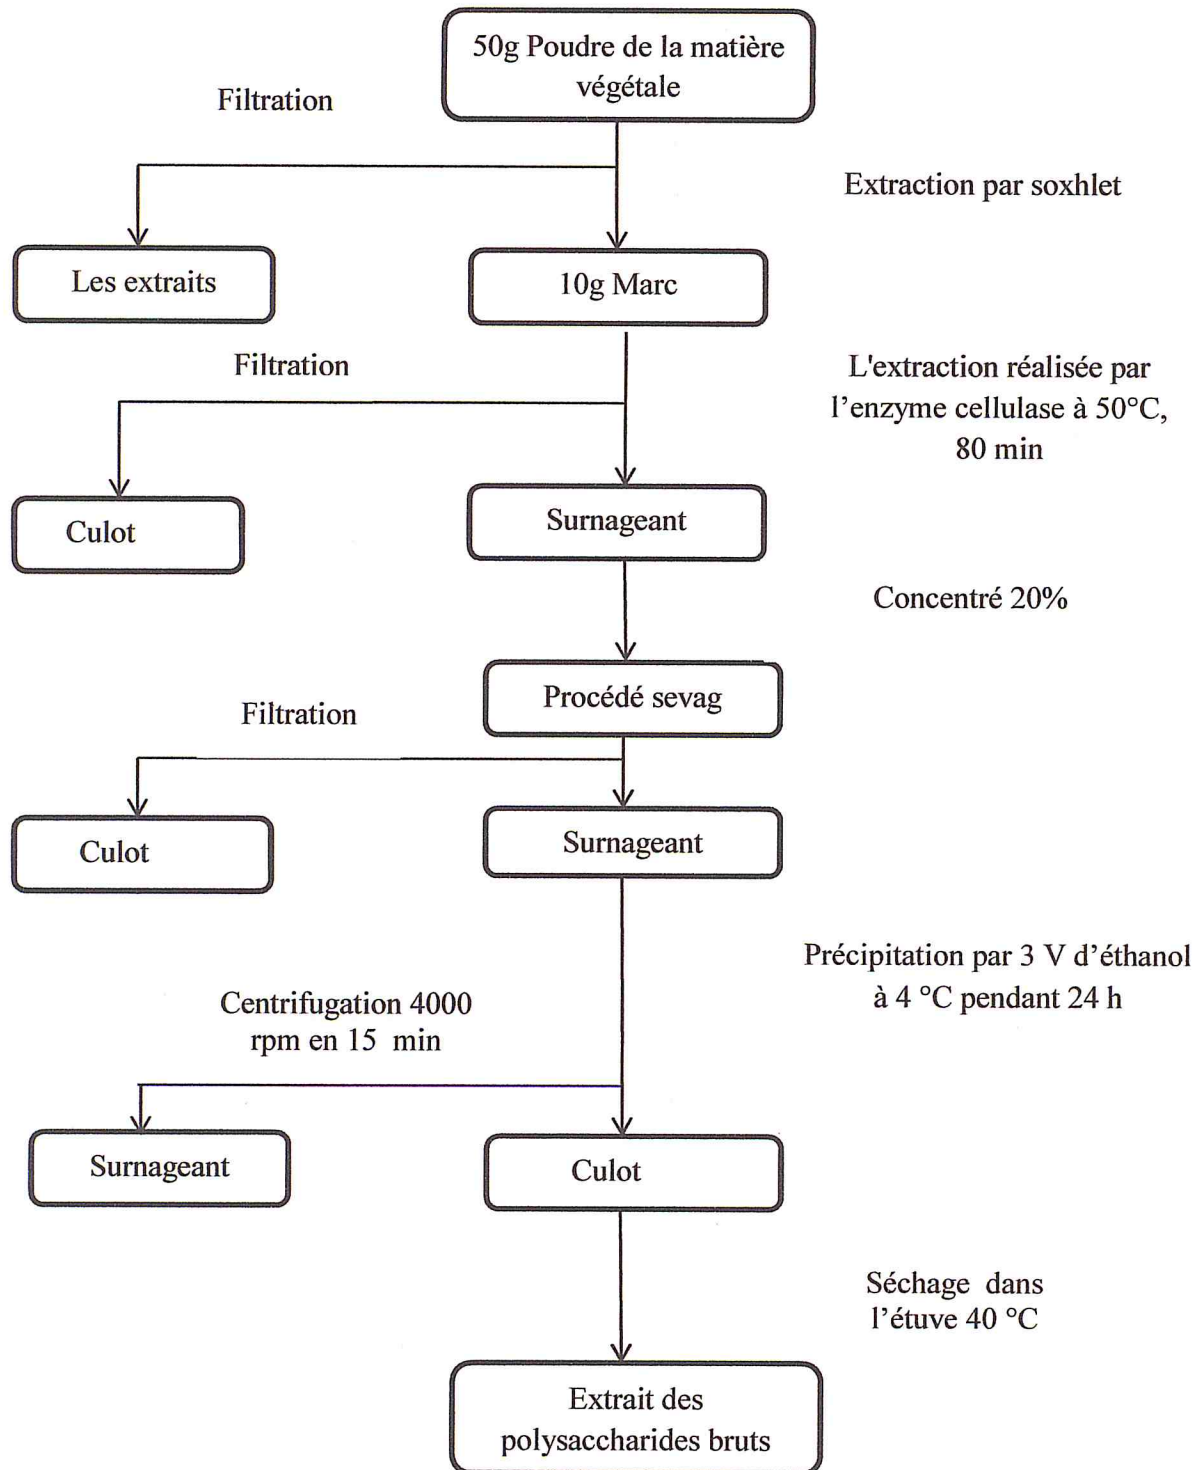 50g Poudre de la matière
végétale
Filtration
Extraction par soxhlet
Les extraits
10g Marc
Filtration
L'extraction réalisée par
l’enzyme cellulase à 50°C,
80 min
Culot
Surnageant
Concentré 20%
Procédé sevag
Filtration
Culot
Surnageant
Précipitation par 3 V d’éthanol
à 4 °C pendant 24 h
Centrifugation 4000
rpm en 15 min
Surnageant
Culot
Séchage dans
l’étuve 40 °C
Extrait des
polysaccharides bruts